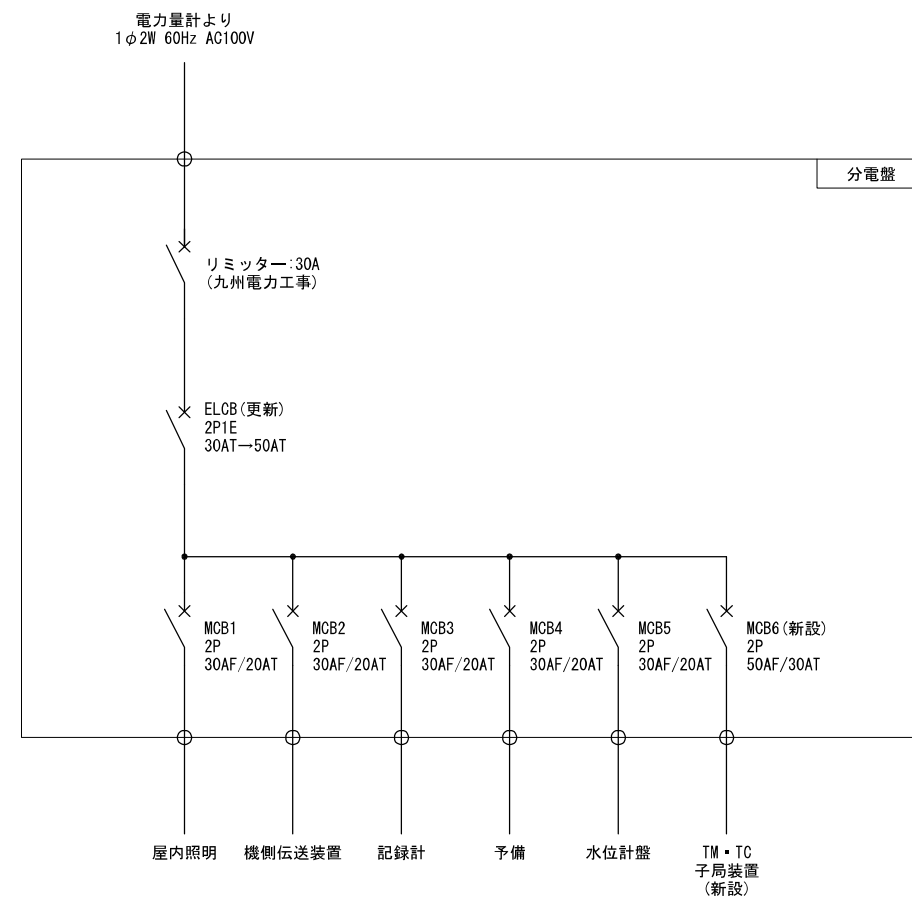 電力量計より
1φ2W 60Hz AC100V
分電盤
リミッター:30A
(九州電力工事)
ELCB(更新)
2P1E
30AT→50AT
MCB1
2P
30AF/20AT
MCB2
2P
30AF/20AT
MCB3
2P
30AF/20AT
MCB4
2P
30AF/20AT
MCB5
2P
30AF/20AT
MCB6(新設)
2P
50AF/30AT
屋内照明
機側伝送装置
記録計
予備
水位計盤
TM・TC
子局装置
(新設)